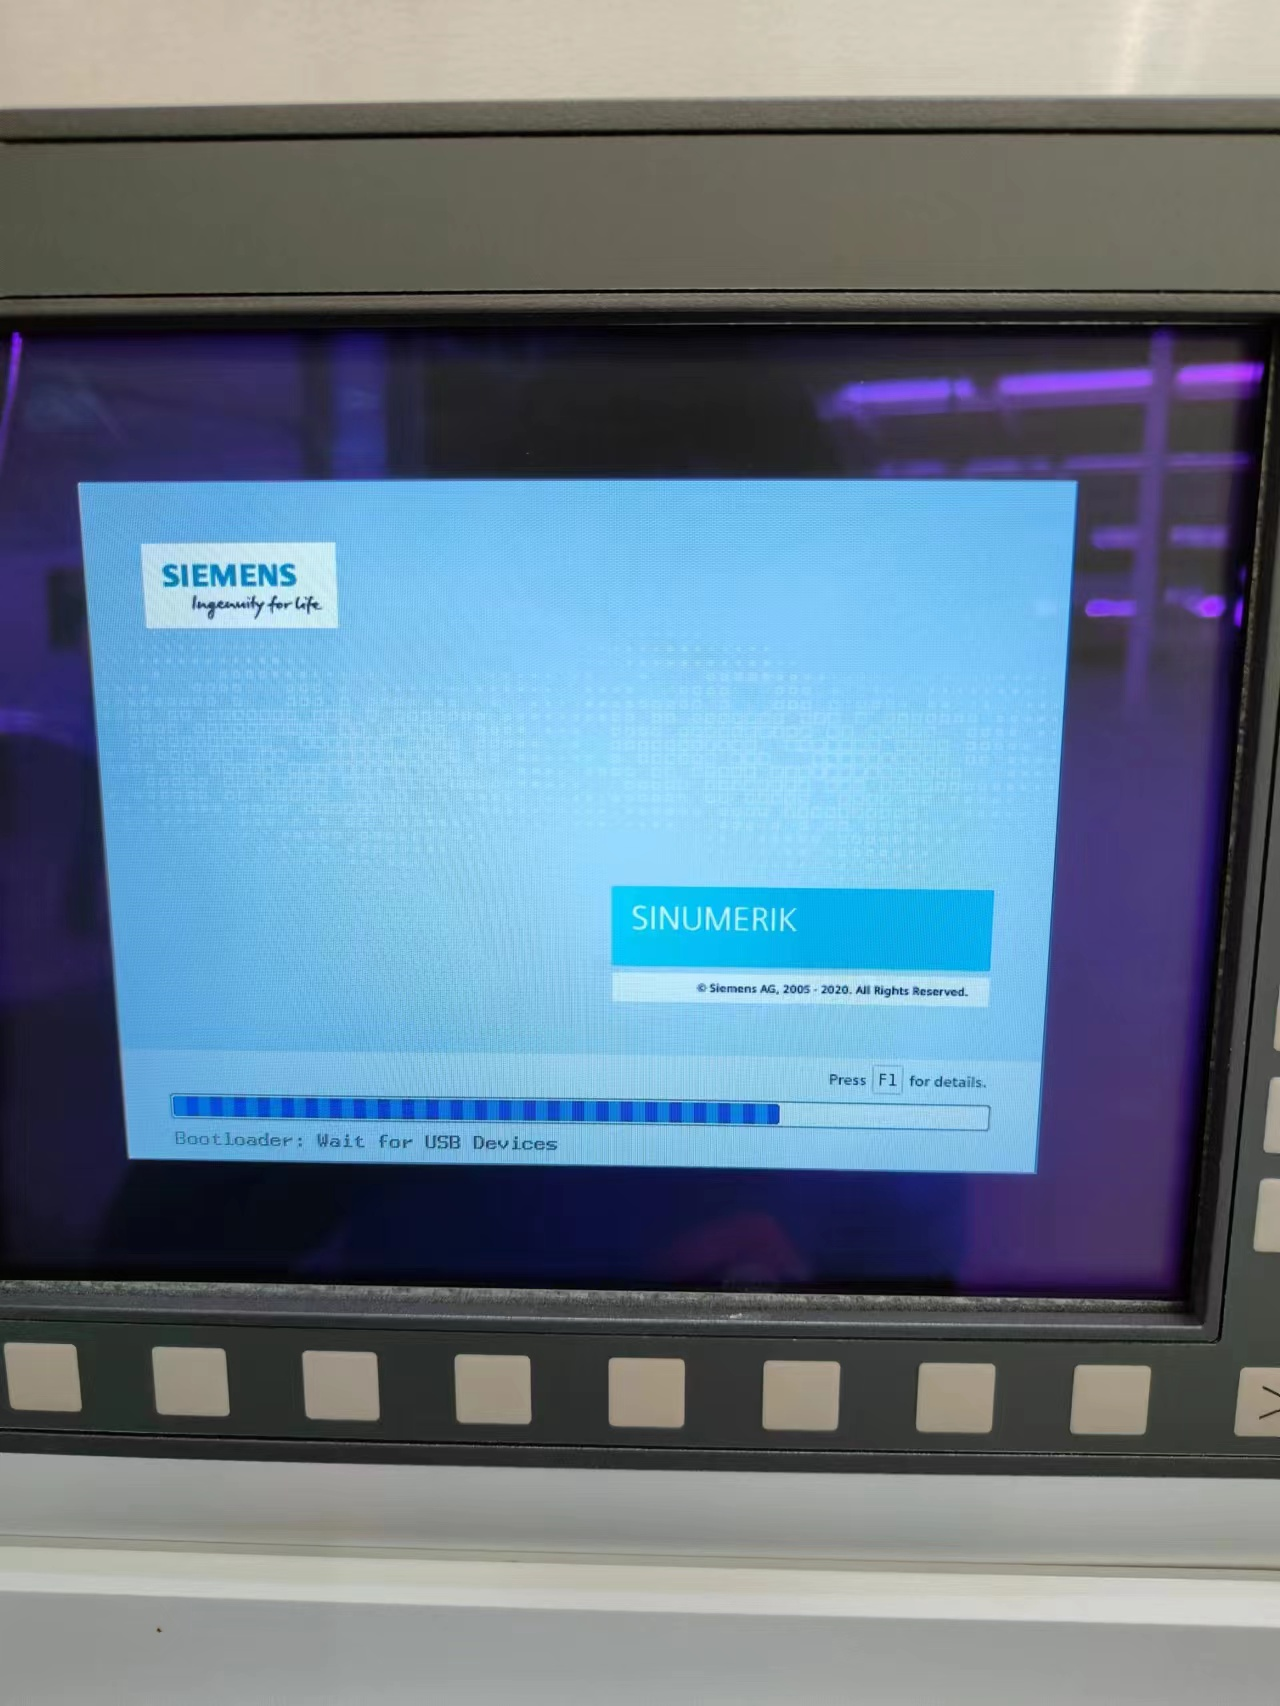 SIEMENS
Ingenuity for life
SINUMERIK
© Siemens AG, 2005 - 2020. All Rights Reserved.
Press F1 for details.
Bootloader: Wait for USB Devices
>